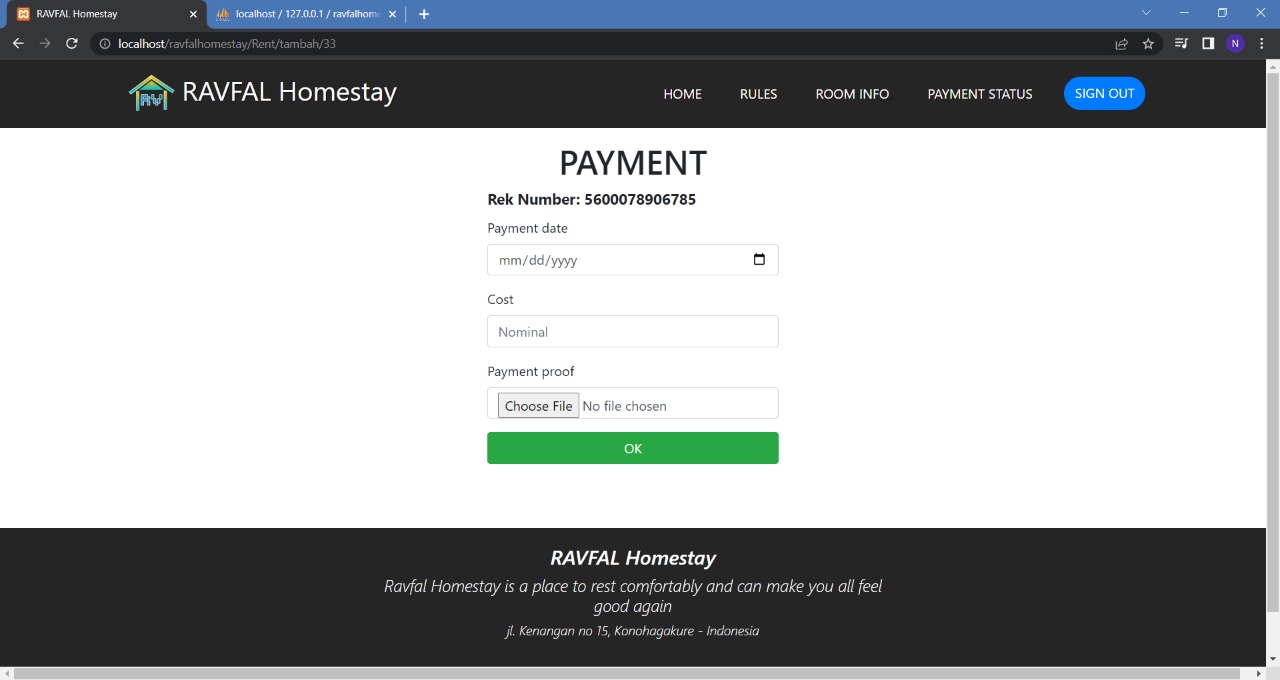 RAVFAL Homestay
localhost / 127.0.0.1 / ravfalhome
localhost/ravfalhomestay/Rent/tambah/33
N
RV
RAVFAL Homestay
HOME
RULES
ROOM INFO
PAYMENT STATUS
SIGN OUT
PAYMENT
Rek Number: 5600078906785
Payment date
mm/dd/yyyy
Cost
Nominal
Payment proof
Choose File No file chosen
OK
RAVFAL Homestay
Ravfal Homestay is a place to rest comfortably and can make you all feel
good again
jl. Kenangan no 15, Konohagakure - Indonesia